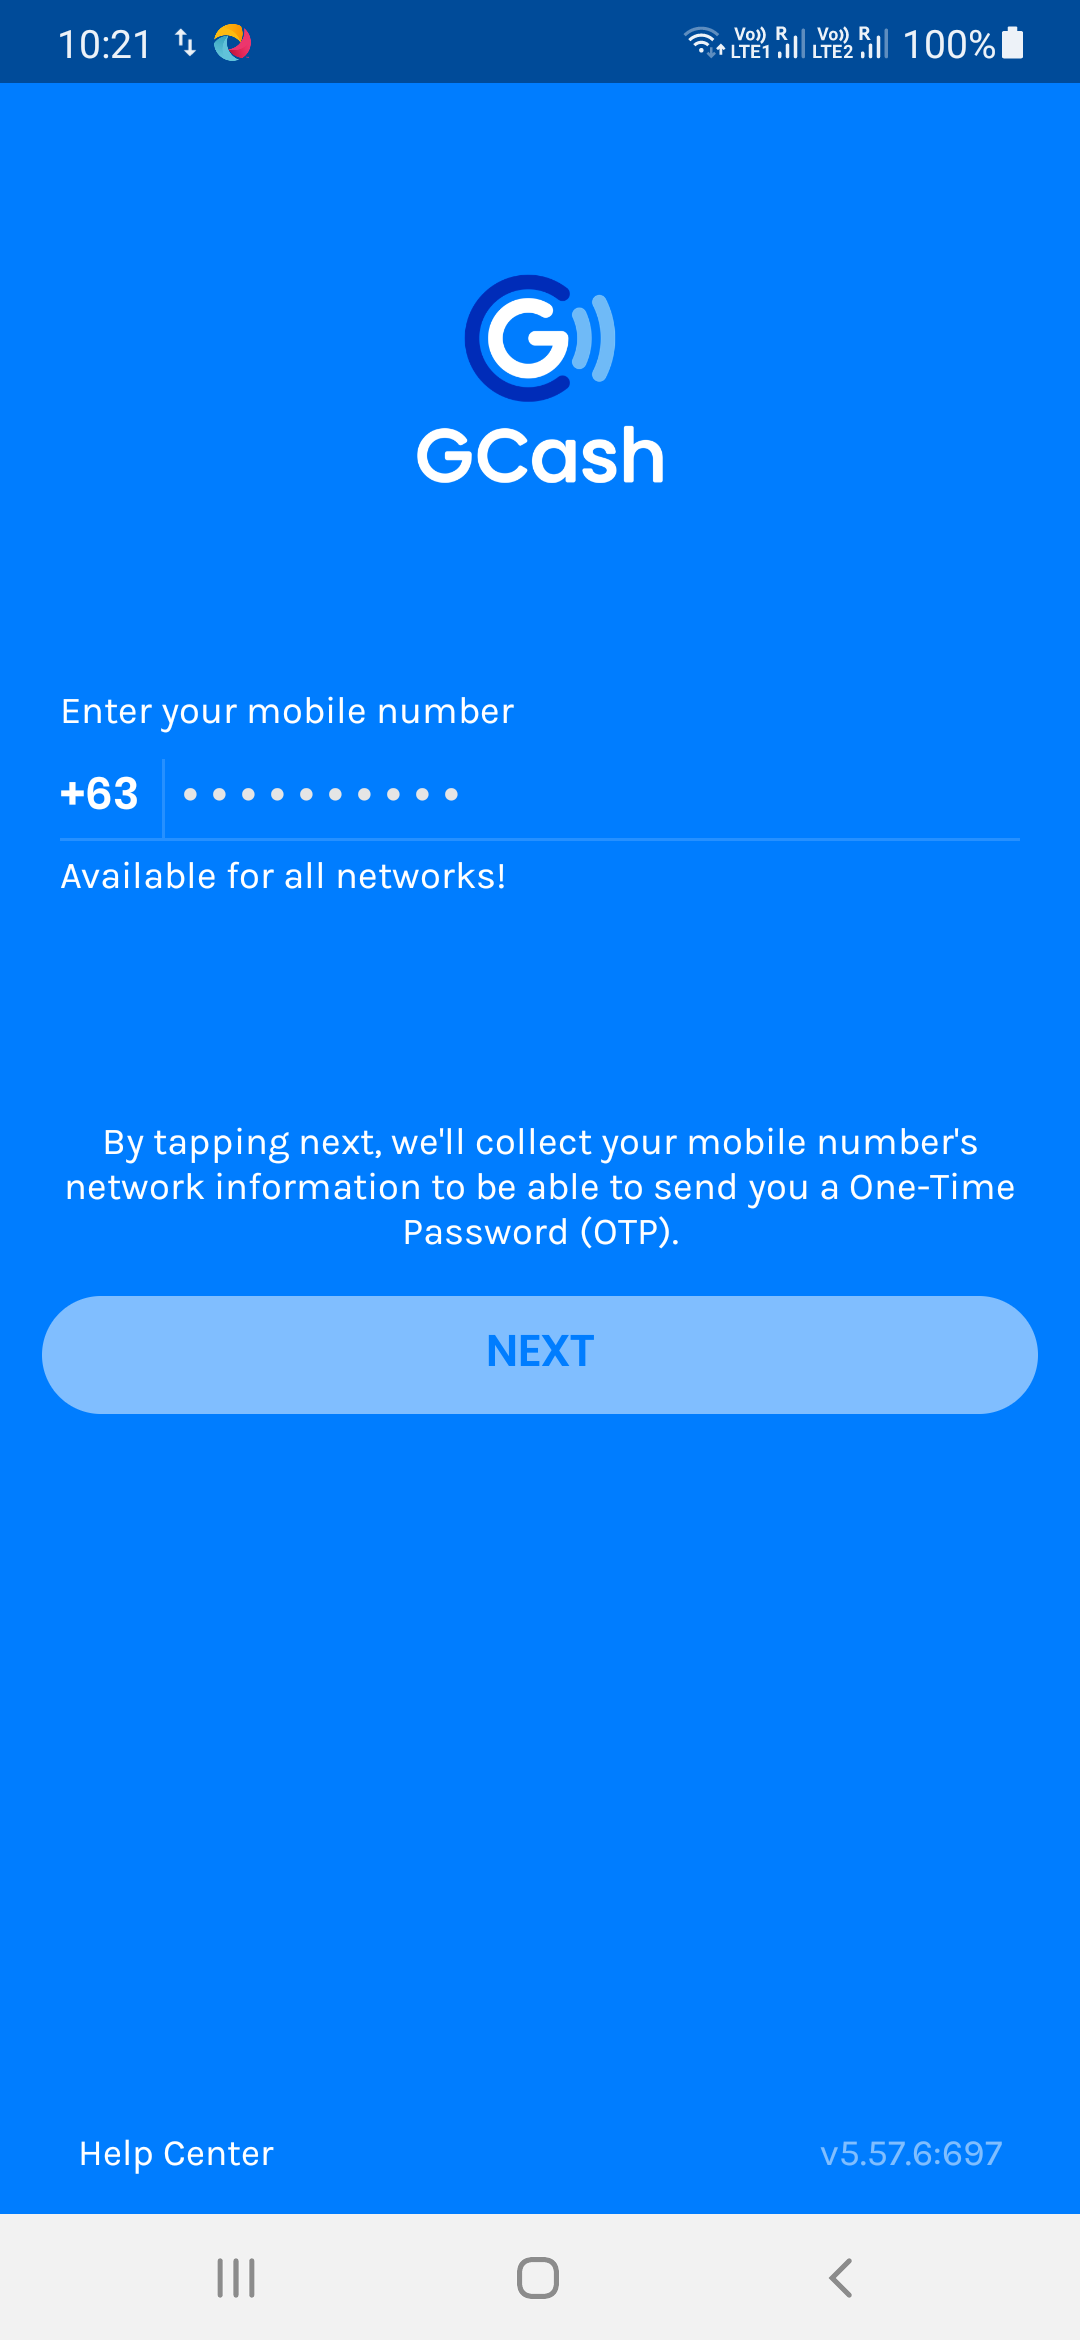 10:21 Vo)) R Vo)) R 100%
LTE1 LTE2
G
GCash
Enter your mobile number
+63 ● ● ● ● ● ● ● ● ● ●
Available for all networks!
By tapping next, we'll collect your mobile number's
network information to be able to send you a One-Time
Password (OTP).
NEXT
Help Center v5.57.6:697